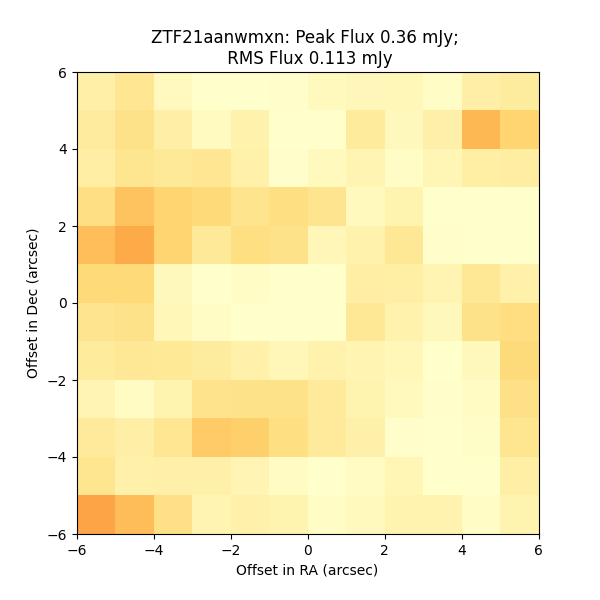 ZTF21aanwmxn: Peak Flux 0.36 mJy;
RMS Flux 0.113 mJy
6
4
2
0
−2
−4
−6
Offset in Dec (arcsec)
−6 −4 −2 0 2 4 6
Offset in RA (arcsec)